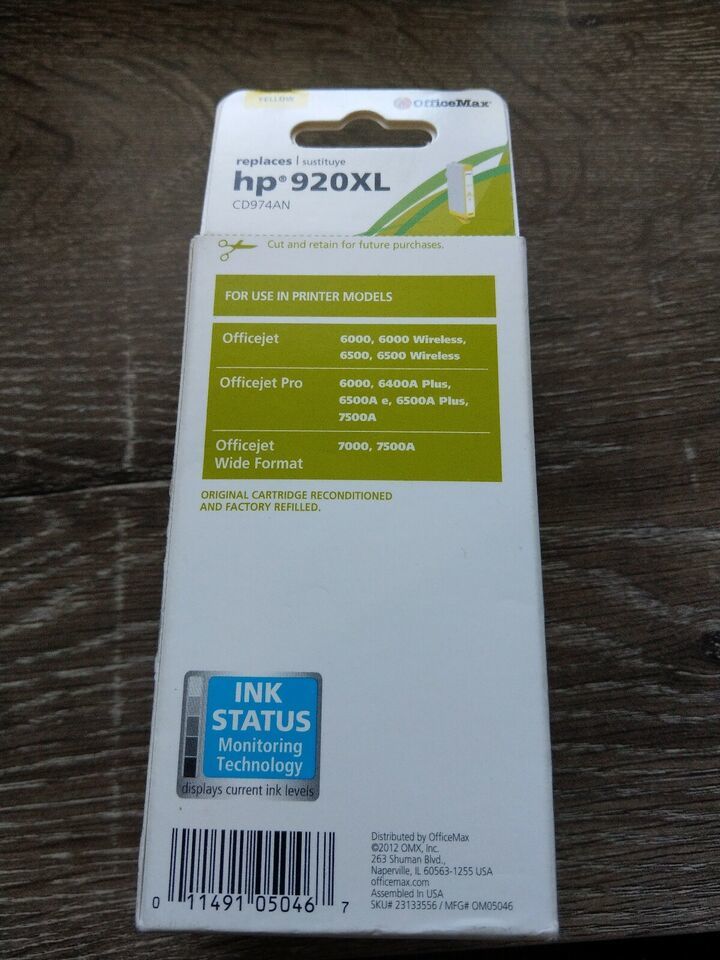 YELLOW
OfficeMax®
replaces | sustituye
hp® 920XL
CD974AN
Cut and retain for future purchases.
FOR USE IN PRINTER MODELS
Officejet 6000, 6000 Wireless,
6500, 6500 Wireless
Officejet Pro 6000, 6400A Plus,
6500A e, 6500A Plus,
7500A
Officejet 7000, 7500A
Wide Format
ORIGINAL CARTRIDGE RECONDITIONED
AND FACTORY REFILLED.
INK
STATUS
Monitoring
Technology
displays current ink levels
0 11491 05046 7
Distributed by OfficeMax
©2012 OMX, Inc.
263 Shuman Blvd.,
Naperville, IL 60563-1255 USA
officemax.com
Assembled In USA
SKU# 23133556 / MFG# OM05046